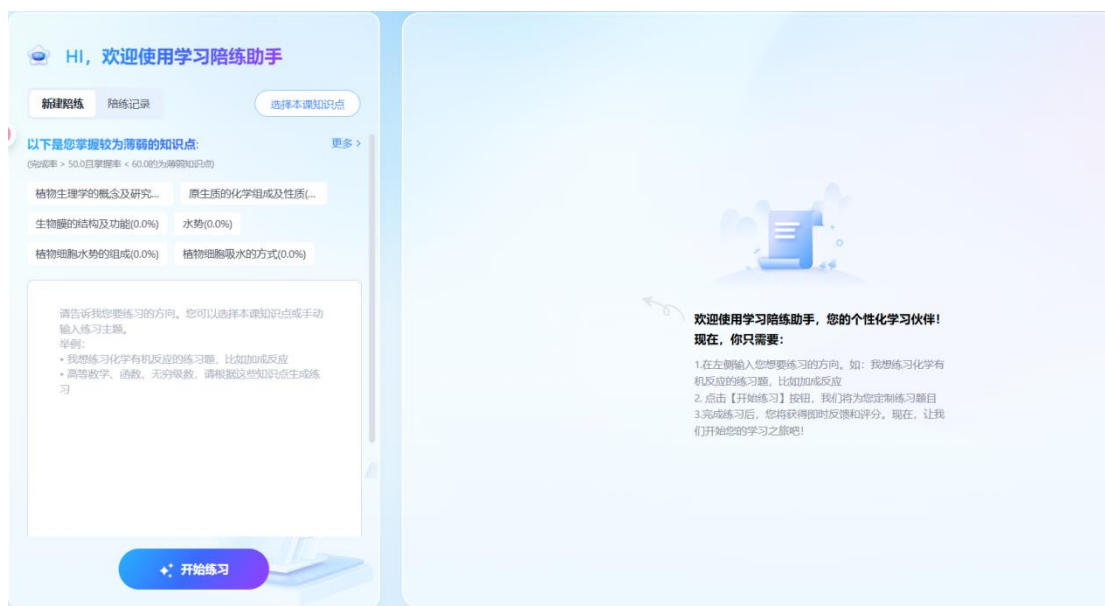 HI，欢迎使用学习陪练助手
新建陪练 陪练记录 选择本课知识点
以下是您掌握较为薄弱的知识点: 更多 >
(完成率 > 50.0且掌握率 < 60.0的为薄弱知识点)
植物生理学的概念及研究... 原生质的化学组成及性质(...
生物膜的结构及功能(0.0%) 水势(0.0%)
植物细胞水势的组成(0.0%) 植物细胞吸水的方式(0.0%)
请告诉我您要练习的方向。您可以选择本课知识点或手动
输入练习主题。
举例:
• 我想练习化学有机反应的练习题，比如加成反应
• 高等数学、函数、无穷级数，请根据这些知识点生成练
习
开始练习
欢迎使用学习陪练助手，您的个性化学习伙伴！
现在，你只需要：
1.在左侧输入您想要练习的方向。如：我想练习化学有
机反应的练习题，比如加成反应
2. 点击【开始练习】按钮，我们将为您定制练习题目
3.完成练习后，您将获得即时反馈和评分。现在，让我
们开始您的学习之旅吧！